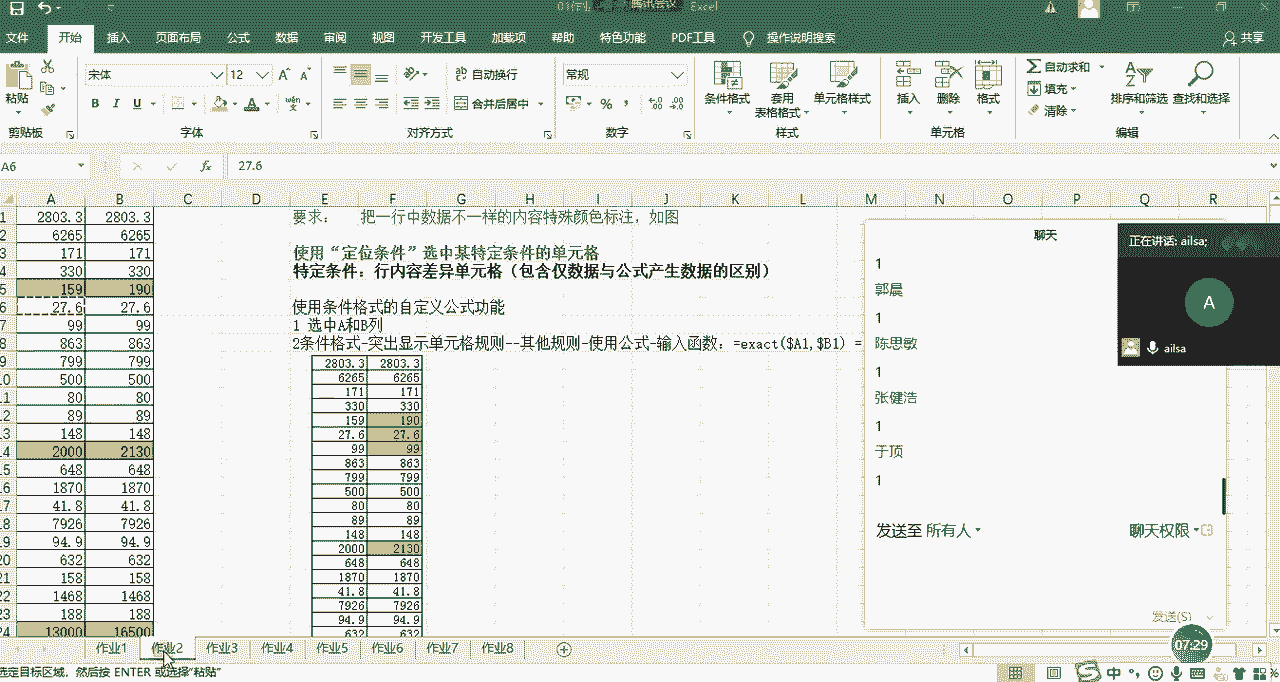 01作业
腾讯会议
Excel
文件 开始 插入 页面布局 公式 数据 审阅 视图 开发工具 加载项 帮助 特色功能 PDF工具 操作说明搜索 共享
粘贴 宋体 12 自动换行 常规 条件格式 套用 单元格样式 插入 删除 格式 自动求和 排序和筛选 查找和选择
B I U 合并后居中 % 表格格式 填充
清除
剪贴板 字体 对齐方式 数字 样式 单元格 编辑
A6 fx 27.6
A B C D E F G H I J K L M N O P Q R
1 2803.3 2803.3 要求： 把一行中数据不一样的内容特殊颜色标注，如图
2 6265 6265
3 171 171 使用“定位条件”选中某特定条件的单元格
4 330 330 特定条件：行内容差异单元格（包含仅数据与公式产生数据的区别）
5 159 190
6 27.6 27.6 使用条件格式的自定义公式功能
7 99 99 1 选中A和B列
8 863 863 2条件格式-突出显示单元格规则--其他规则-使用公式-输入函数：=exact($A1,$B1) =
9 799 799
10 500 500
11 80 80
12 89 89
13 148 148
14 2000 2130
15 648 648
16 1870 1870
17 41.8 41.8
18 7926 7926
19 94.9 94.9
20 632 632
21 158 158
22 1468 1468
23 188 188
24 13000 16500
2803.3 2803.3
6265 6265
171 171
330 330
159 190
27.6 27.6
99 99
863 863
799 799
500 500
80 80
89 89
148 148
2000 2130
648 648
1870 1870
41.8 41.8
7926 7926
94.9 94.9
632 632
聊天
1
郭晨
1
陈思敏
1
张健浩
1
于顶
1
发送至 所有人 聊天权限
发送(S)
正在讲话: ailsa;
A
ailsa
07:29
作业1 作业2 作业3 作业4 作业5 作业6 作业7 作业8
选定目标区域，然后按 ENTER 或选择“粘贴”
中